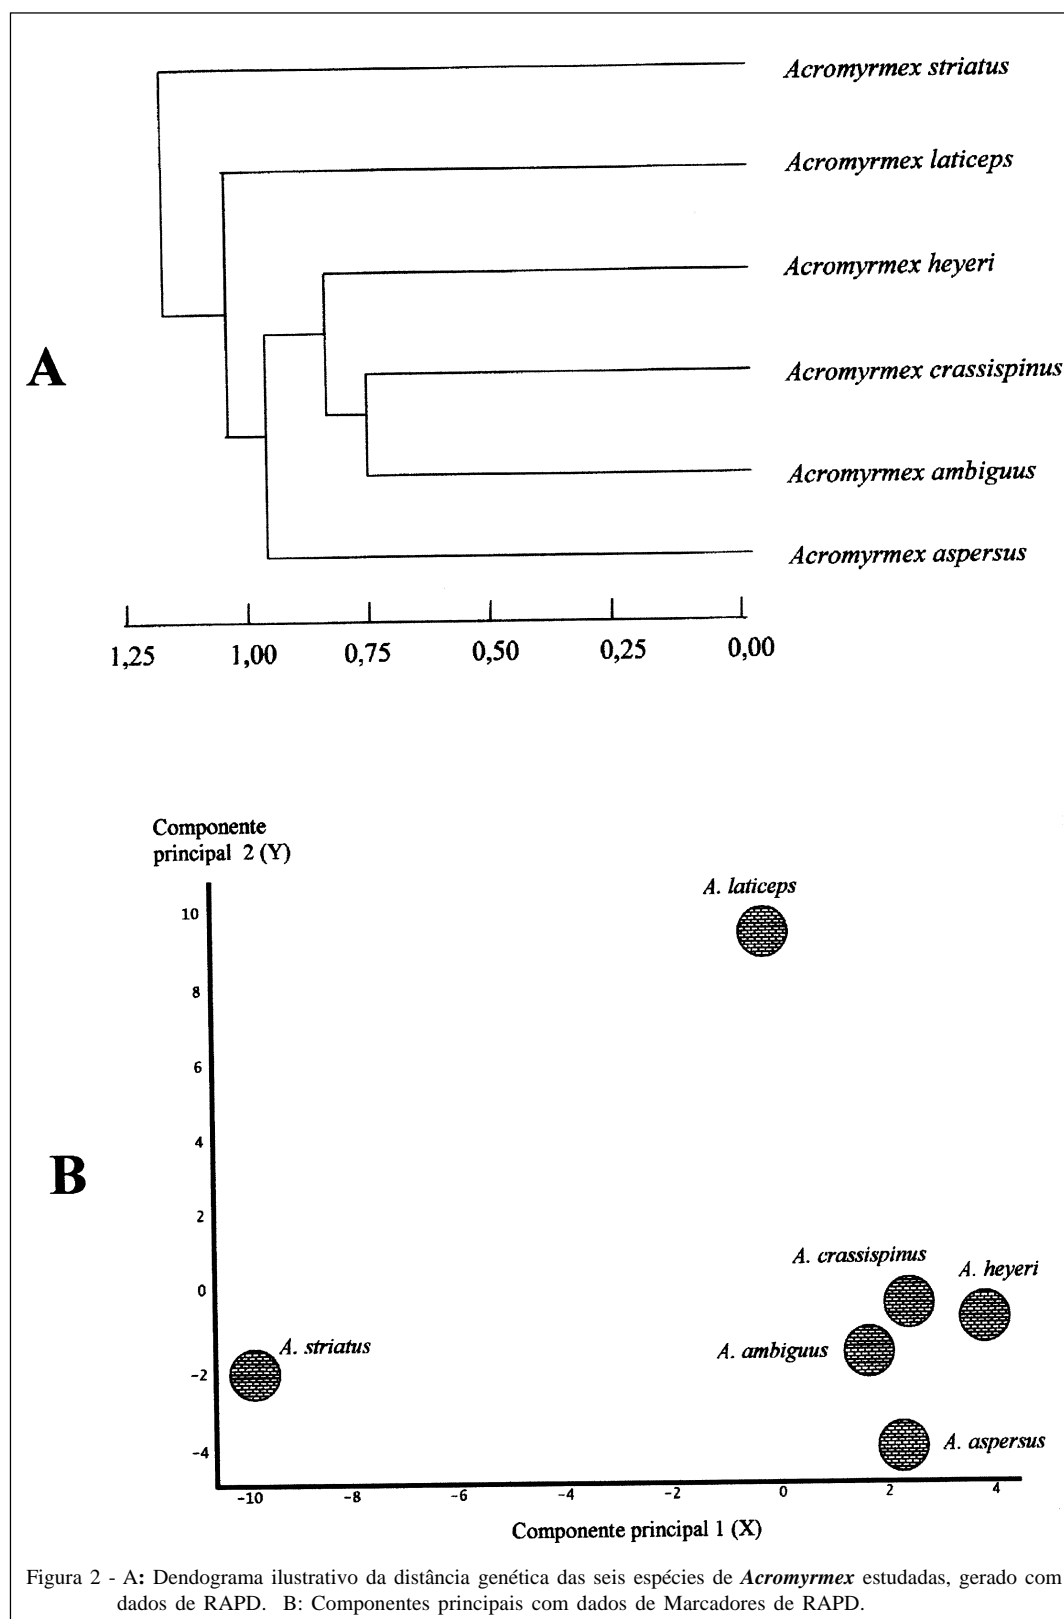 Acromyrmex striatus
Acromyrmex laticeps
Acromyrmex heyeri
A
Acromyrmex crassispinus
Acromyrmex ambiguus
Acromyrmex aspersus
1,25 1,00 0,75 0,50 0,25 0,00
Componente
principal 2 (Y)
A. laticeps
10
8
6
4
B
2
A. crassispinus
A. heyeri
0
A. striatus
A. ambiguus
-2
A. aspersus
-4
-10 -8 -6 -4 -2 0 2 4
Componente principal 1 (X)
Figura 2 - A: Dendograma ilustrativo da distância genética das seis espécies de Acromyrmex estudadas, gerado com
dados de RAPD. B: Componentes principais com dados de Marcadores de RAPD.